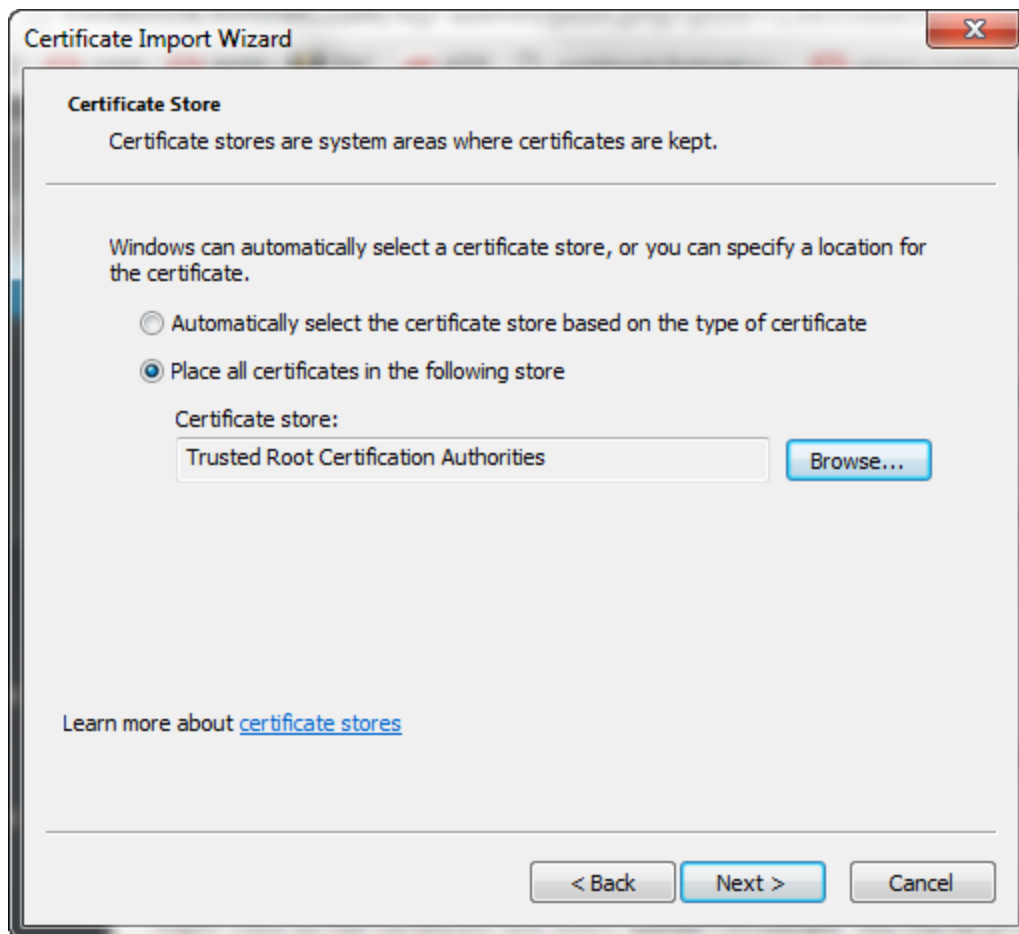 Certificate Import Wizard
Certificate Store
Certificate stores are system areas where certificates are kept.
Windows can automatically select a certificate store, or you can specify a location for
the certificate.
Automatically select the certificate store based on the type of certificate
Place all certificates in the following store
Certificate store:
Trusted Root Certification Authorities
Browse...
Learn more about certificate stores
< Back
Next >
Cancel